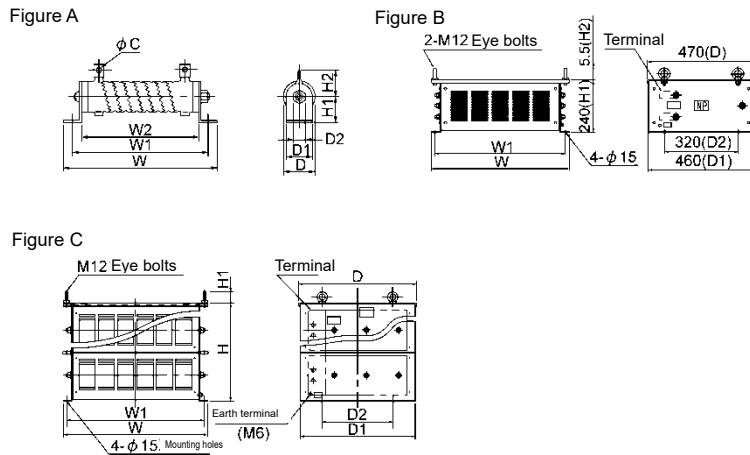 Figure A
φC
W2
W1
W
H2
H1
D2
D1
D
Figure B
2-M12 Eye bolts
5.5(H2)
240(H1)
W1
W
4-φ15
Terminal
470(D)
NP
320(D2)
460(D1)
Figure C
M12 Eye bolts
H1
H
W1
W
4-φ15. Mounting holes
Terminal
D
Earth terminal
(M6)
D2
D1